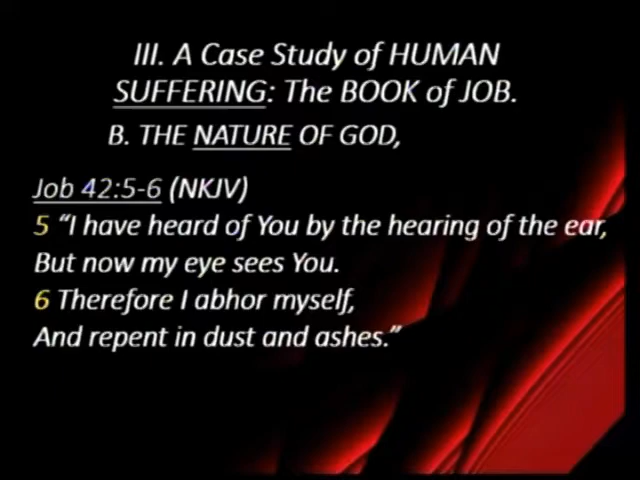 III. A Case Study of HUMAN
SUFFERING: The BOOK of JOB.
B. THE NATURE OF GOD,
Job 42:5-6 (NKJV)
5 “I have heard of You by the hearing of the ear,
But now my eye sees You.
6 Therefore I abhor myself,
And repent in dust and ashes.”